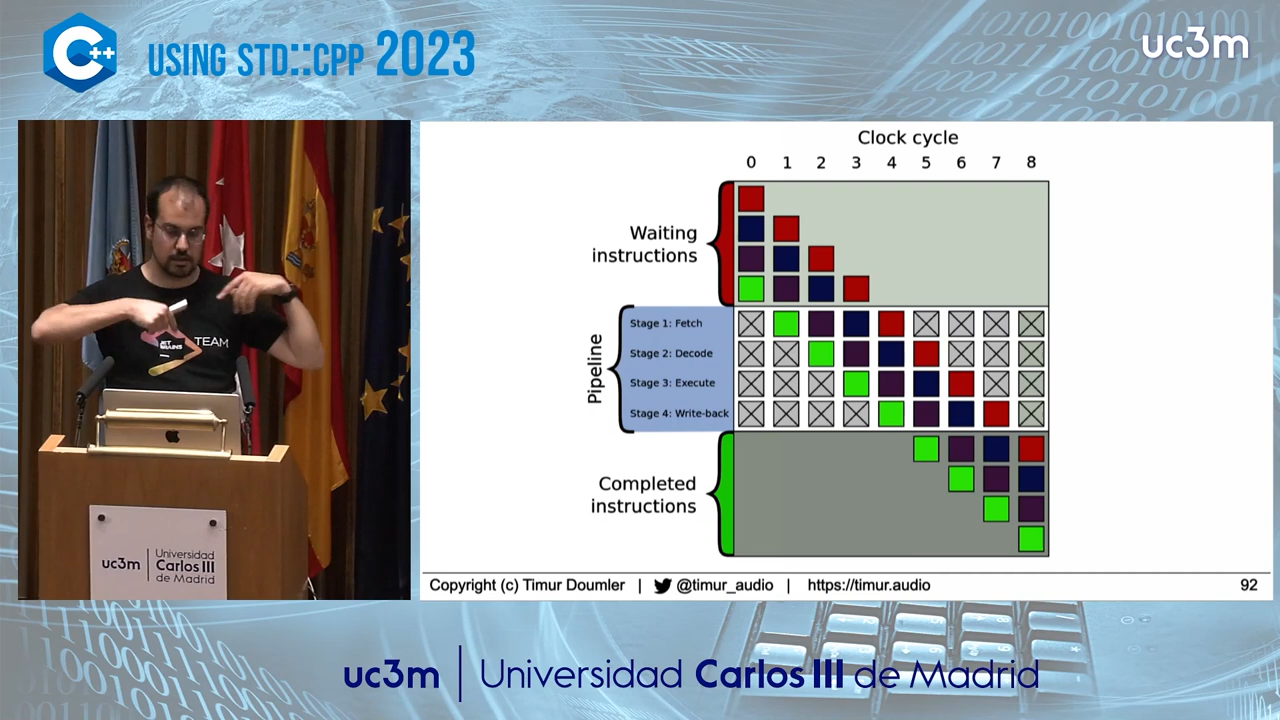 C++ USING STD::CPP 2023
uc3m
Clock cycle
0 1 2 3 4 5 6 7 8
Waiting
instructions
Pipeline
Stage 1: Fetch
Stage 2: Decode
Stage 3: Execute
Stage 4: Write-back
Completed
instructions
Copyright (c) Timur Doumler | @timur_audio | https://timur.audio 92
JET
BRAINS
TEAM
uc3m | Universidad
Carlos III
de Madrid
uc3m | Universidad Carlos III de Madrid